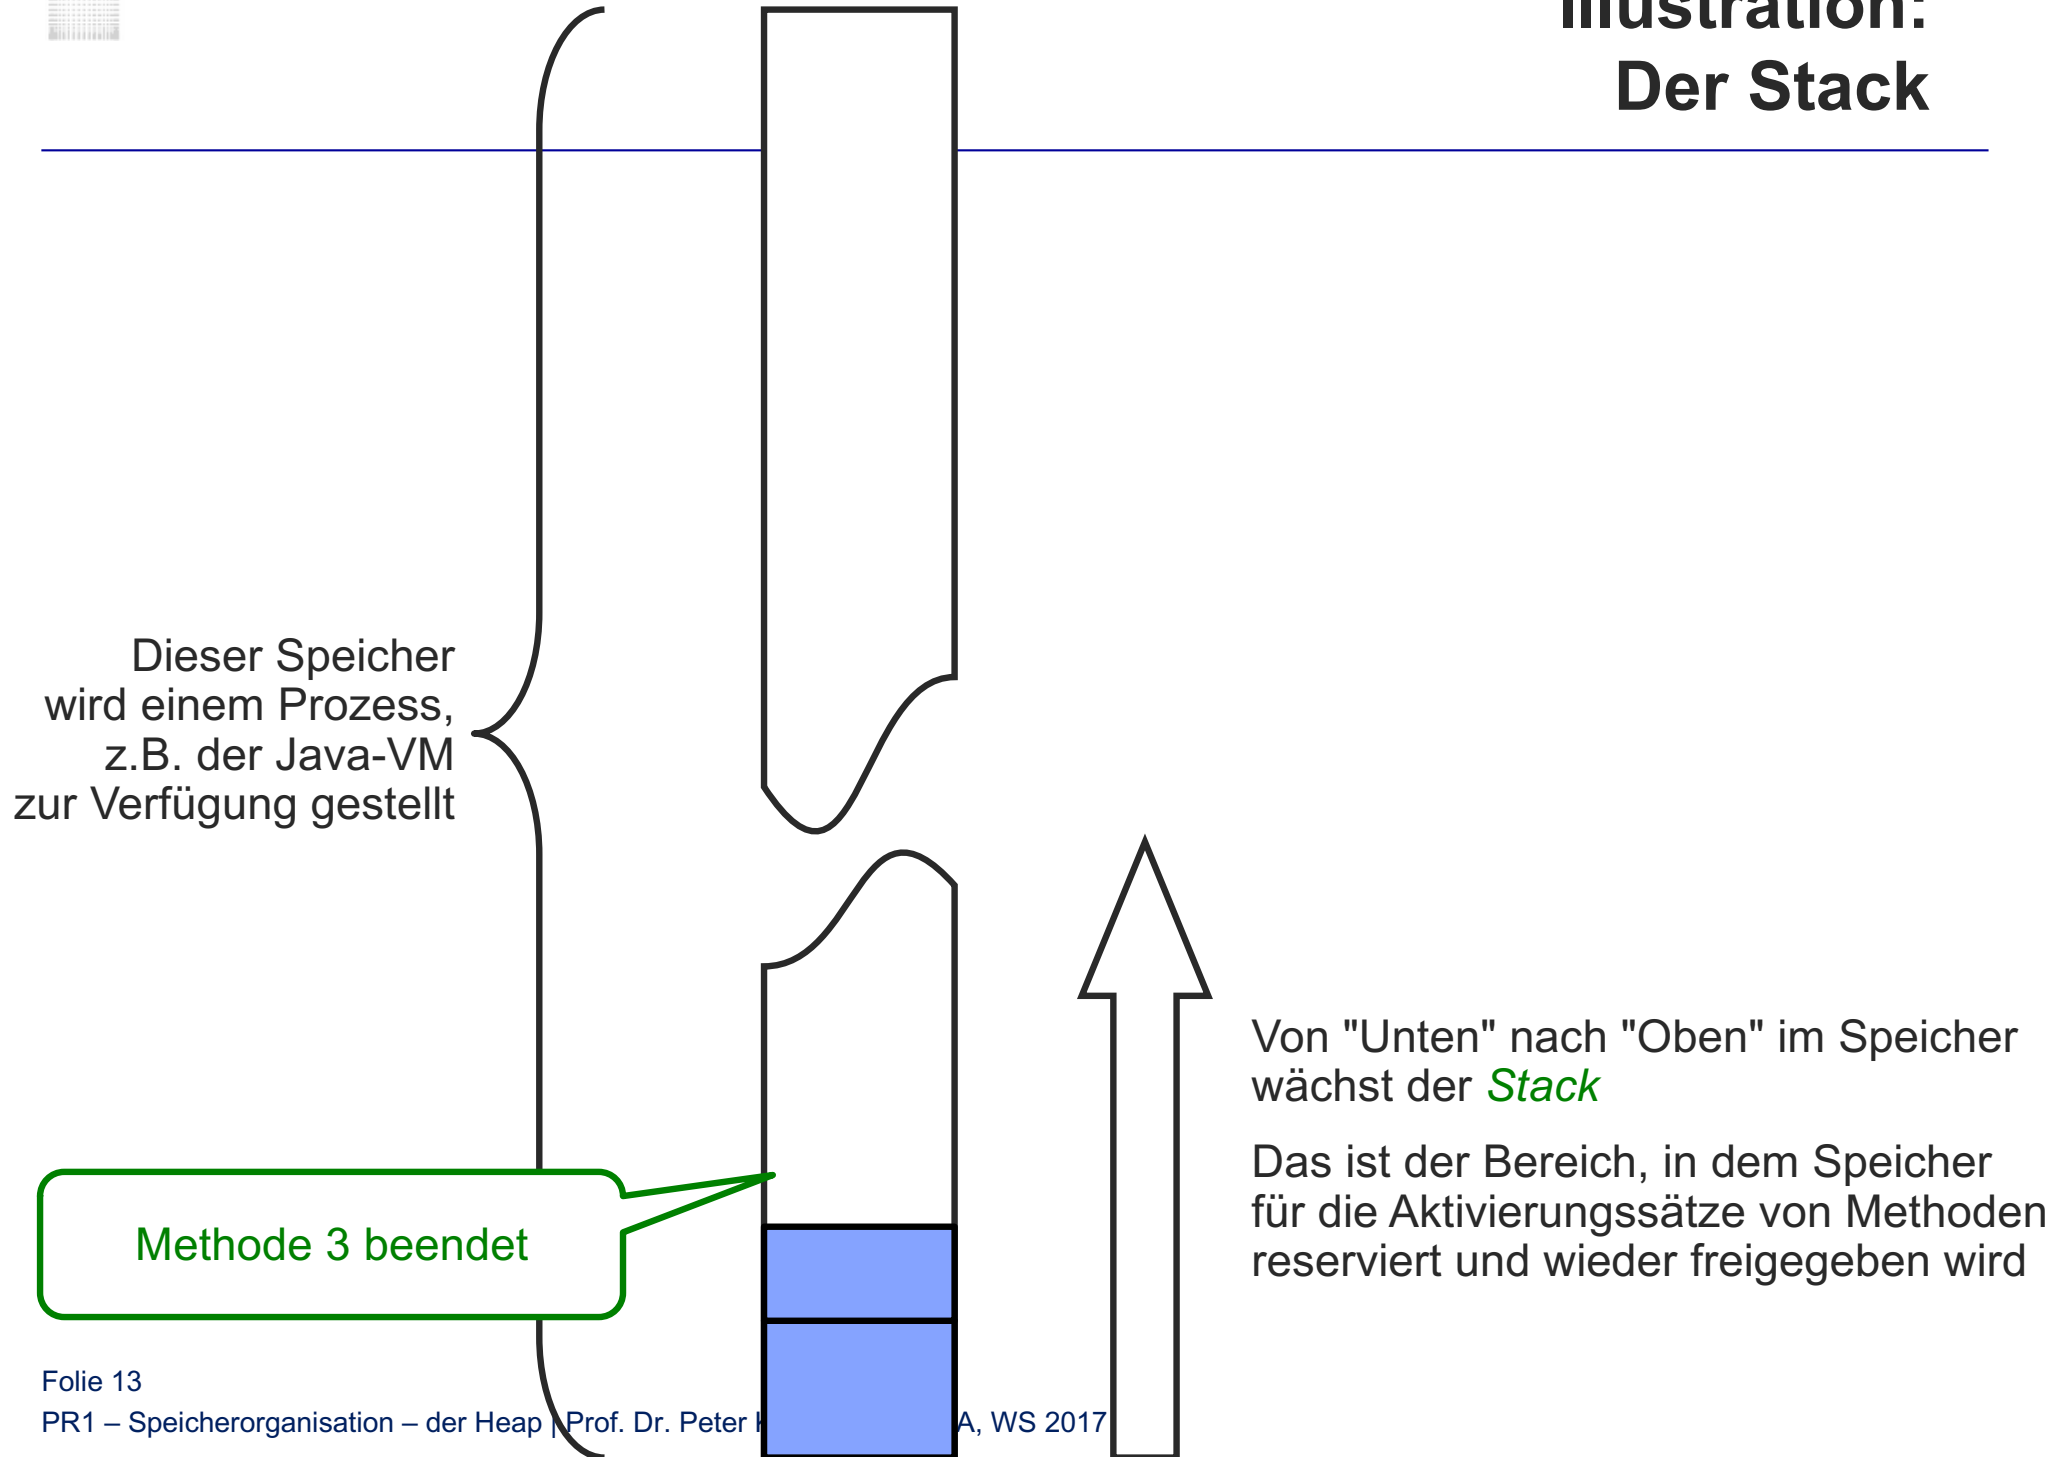 Illustration:
Der Stack
Dieser Speicher
wird einem Prozess,
z.B. der Java-VM
zur Verfügung gestellt
Von "Unten" nach "Oben" im Speicher
wächst der Stack
Das ist der Bereich, in dem Speicher
für die Aktivierungssätze von Methoden
reserviert und wieder freigegeben wird
Methode 3 beendet
Folie 13
PR1 – Speicherorganisation – der Heap | Prof. Dr. Peter A, WS 2017